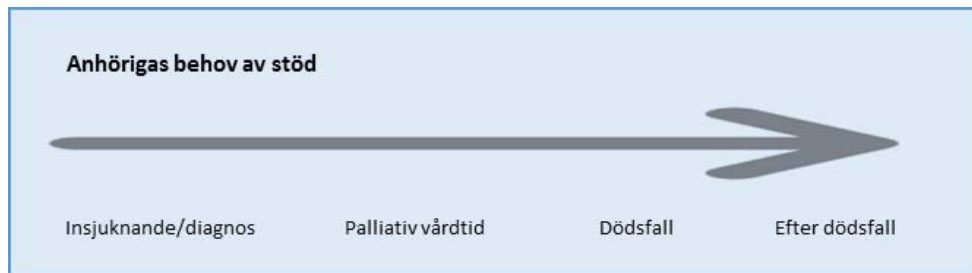 Anhörigas behov av stöd
Insjuknande/diagnos Palliativ vårdtid Dödsfall Efter dödsfall